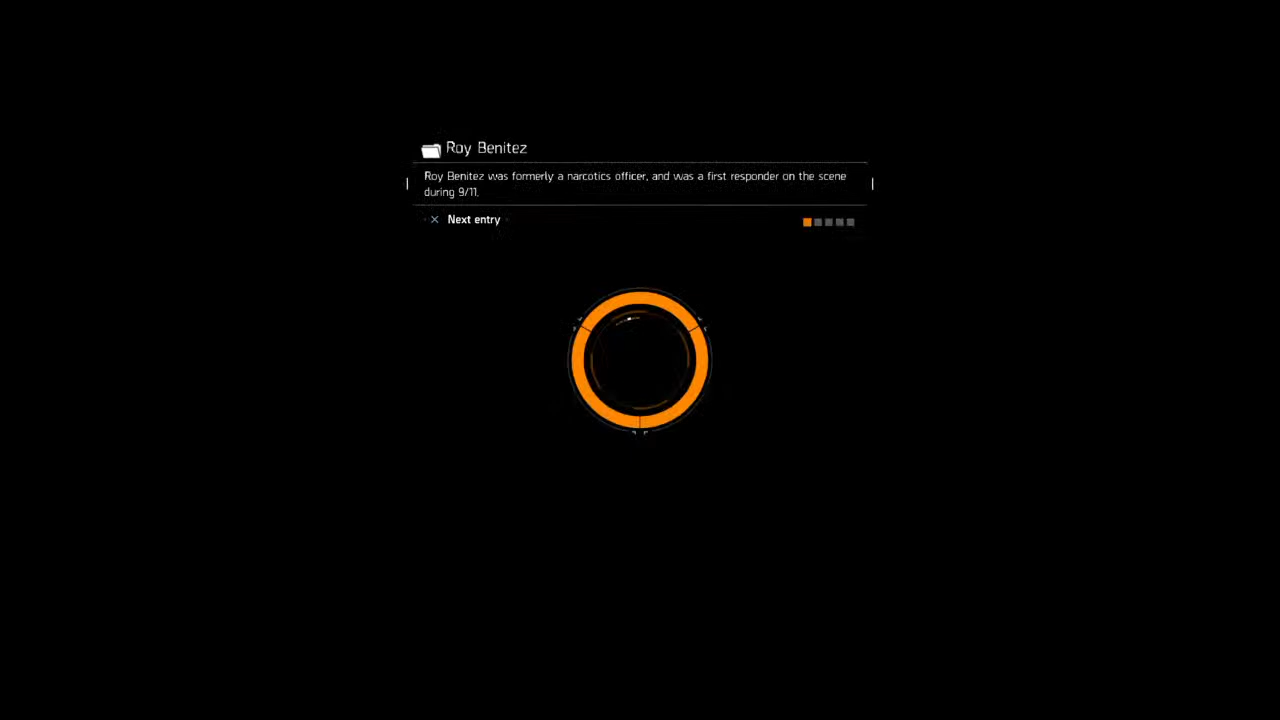 Roy Benitez
Roy Benitez was formerly a narcotics officer, and was a first responder on the scene
during 9/11.
Next entry